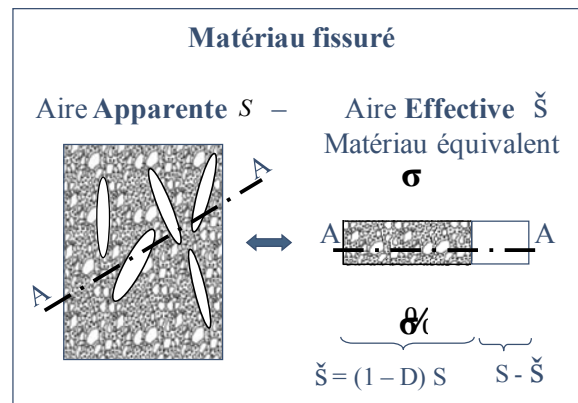 Matériau fissuré
Aire Apparente S – Aire Effective Š
Matériau équivalent
σ
A
A A
A
Š = (1 – D) S S - Š